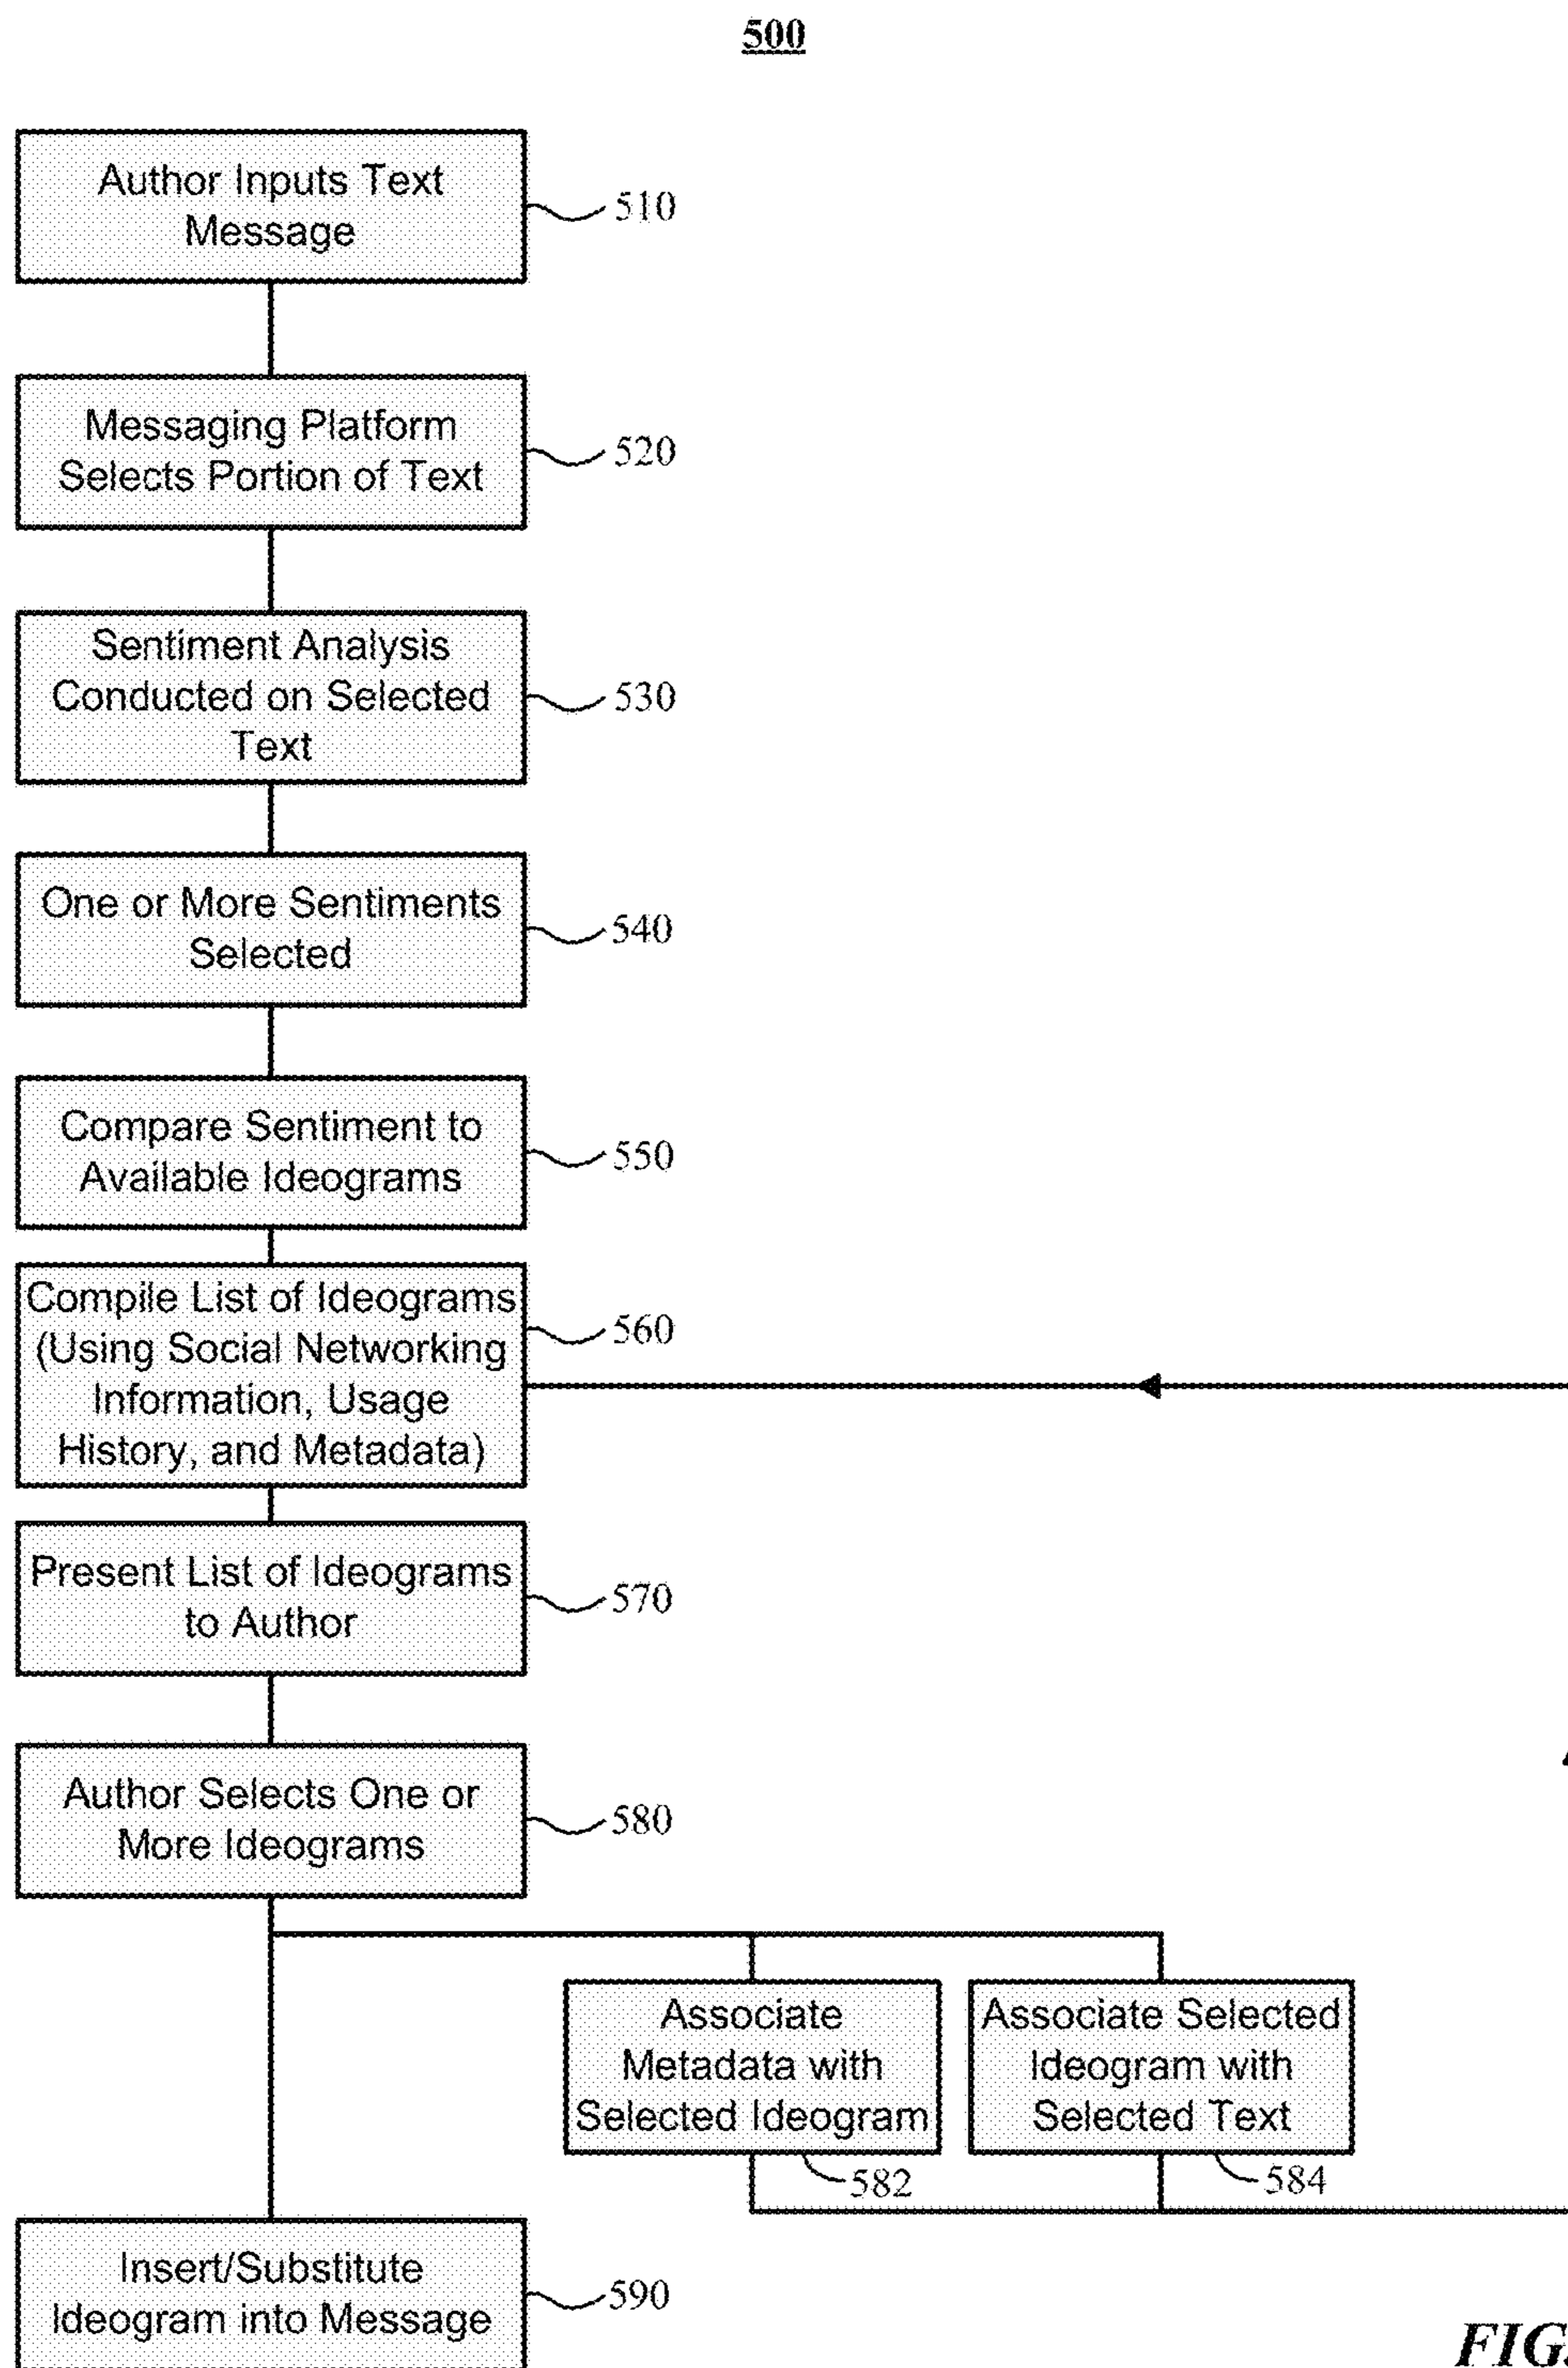 500
Author Inputs Text
Message
510
Messaging Platform
Selects Portion of Text
520
Sentiment Analysis
Conducted on Selected
Text
530
One or More Sentiments
Selected
540
Compare Sentiment to
Available Ideograms
550
Compile List of Ideograms
(Using Social Networking
Information, Usage
History, and Metadata)
560
Present List of Ideograms
to Author
570
Author Selects One or
More Ideograms
580
Associate
Metadata with
Selected Ideogram
582
Associate Selected
Ideogram with
Selected Text
584
Insert/Substitute
Ideogram into Message
590
FIG.